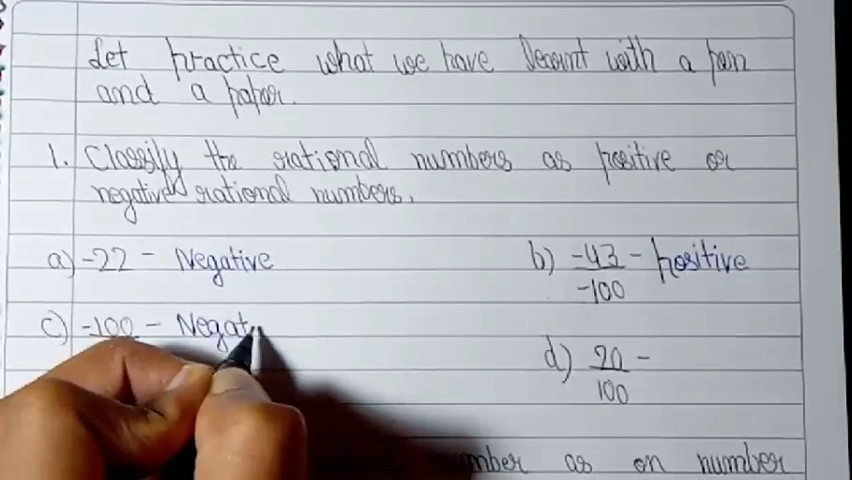 Let practice what we have learnt with a pen
and a paper.
1. Classify the rational numbers as positive or
negative rational numbers.
a) -22 - Negative
b) -43/-100 - positive
c) -100 - Negat
d) 20/100 -
number as on number